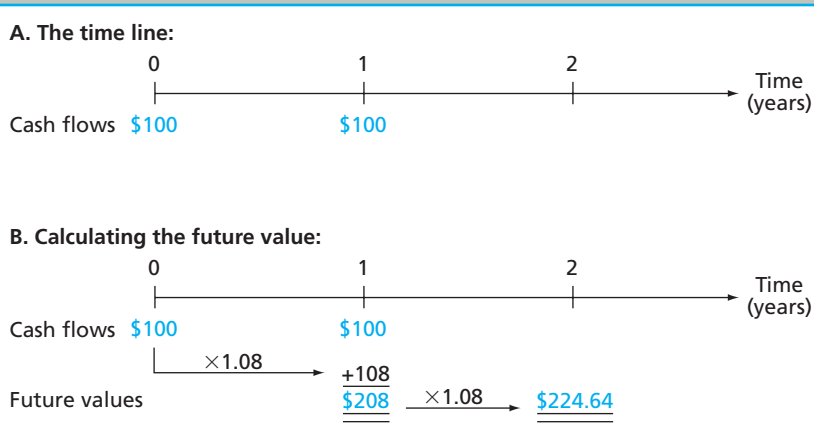 A. The time line:
0 1 2
Time
(years)
Cash flows $100 $100
B. Calculating the future value:
0 1 2
Time
(years)
Cash flows $100 $100
×1.08
+108
Future values $208 ×1.08 $224.64